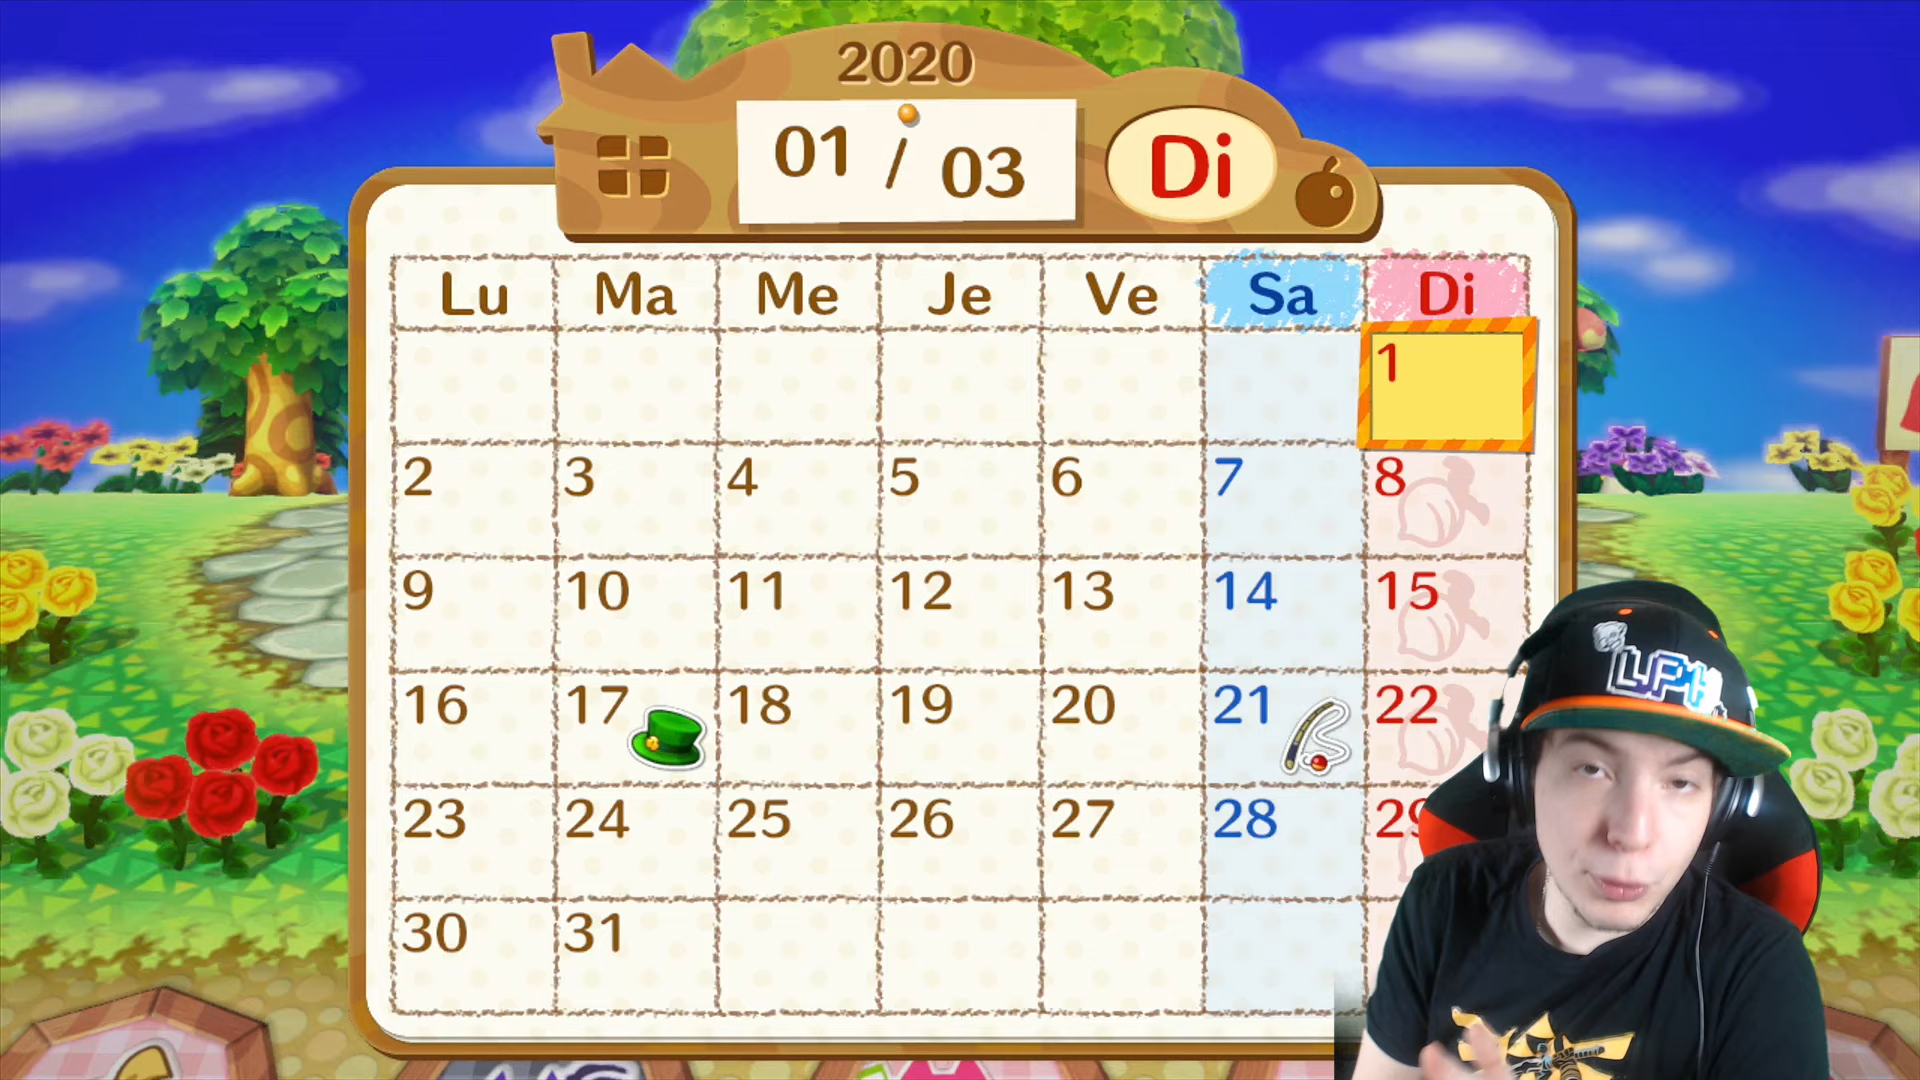 2020
01 / 03 Di
Lu Ma Me Je Ve Sa Di
1
2 3 4 5 6 7 8
9 10 11 12 13 14 15
16 17 18 19 20 21 22
23 24 25 26 27 28 29
30 31